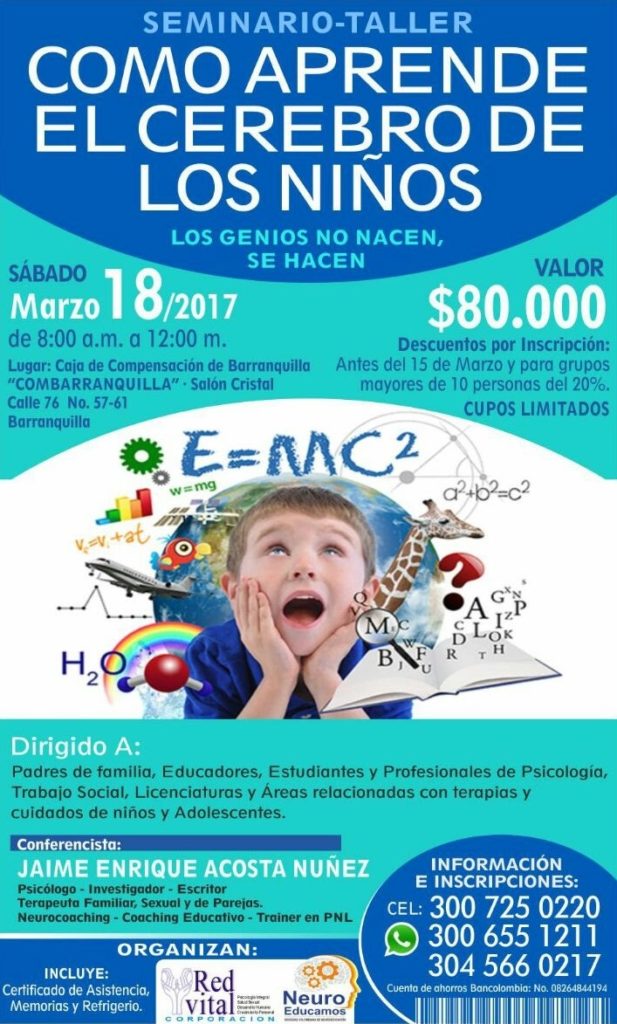 SEMINARIO-TALLER
COMO APRENDE
EL CEREBRO DE
LOS NIÑOS
LOS GENIOS NO NACEN,
SE HACEN
SÁBADO
Marzo 18/2017
de 8:00 a.m. a 12:00 m.
Lugar: Caja de Compensación de Barranquilla
“COMBARRANQUILLA” · Salón Cristal
Calle 76 No. 57-61
Barranquilla
VALOR
$80.000
Descuentos por Inscripción:
Antes del 15 de Marzo y para grupos
mayores de 10 personas del 20%.
CUPOS LIMITADOS
E=MC²
w=mg
a²+b²=c²
H₂O
Dirigido A:
Padres de familia, Educadores, Estudiantes y Profesionales de Psicología,
Trabajo Social, Licenciaturas y Áreas relacionadas con terapias y
cuidados de niños y Adolescentes.
Conferencista:
JAIME ENRIQUE ACOSTA NUÑEZ
Psicólogo - Investigador - Escritor
Terapeuta Familiar, Sexual y de Parejas.
Neurocoaching - Coaching Educativo - Trainer en PNL
INFORMACIÓN
E INSCRIPCIONES:
CEL: 300 725 0220
300 655 1211
304 566 0217
Cuenta de ahorros Bancolombia: No. 08264844194
ORGANIZAN:
INCLUYE:
Certificado de Asistencia,
Memorias y Refrigerio.
Red
vital
CORPORACION
Neuro
Educamos